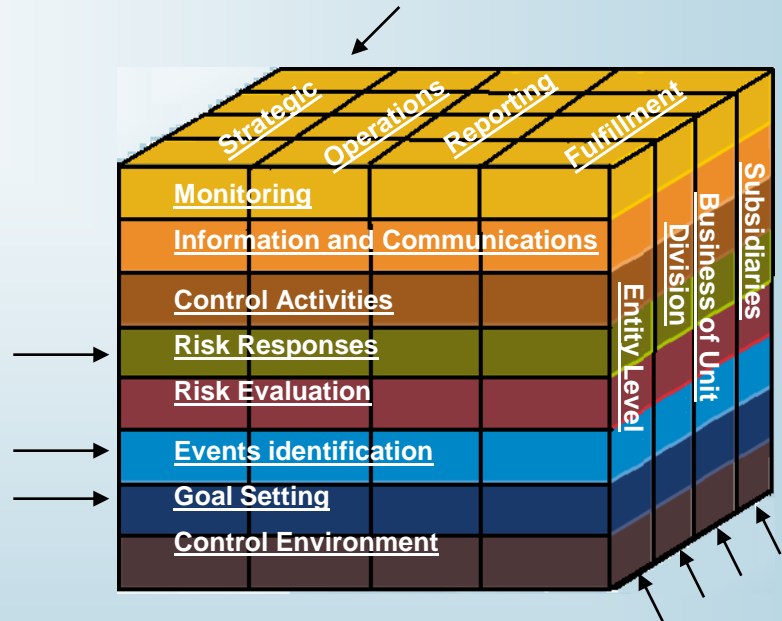 Strategic
Operations
Reporting
Fulfillment
Monitoring
Information and Communications
Control Activities
Risk Responses
Risk Evaluation
Events identification
Goal Setting
Control Environment
Entity Level
Division
Business of Unit
Subsidiaries